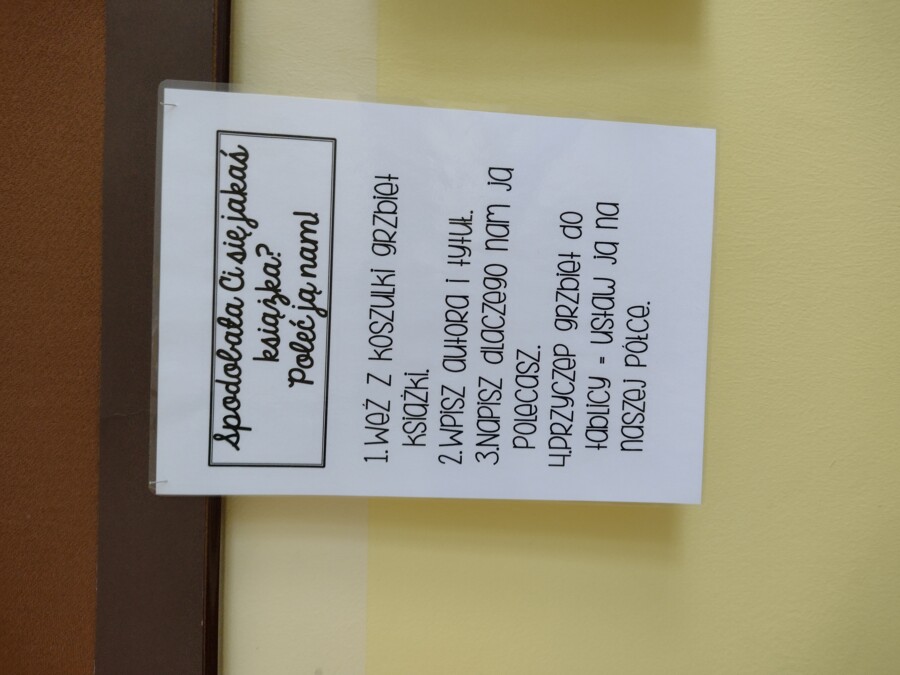 Spodobała Ci się jakaś
książka?
Poleć ją nam!
1. Weź z koszulki grzbiet
książki.
2. Wpisz autora i tytuł.
3. Napisz dlaczego nam ją
polecasz.
4. Przyczep grzbiet do
tablicy = ustaw ją na
naszej półce.